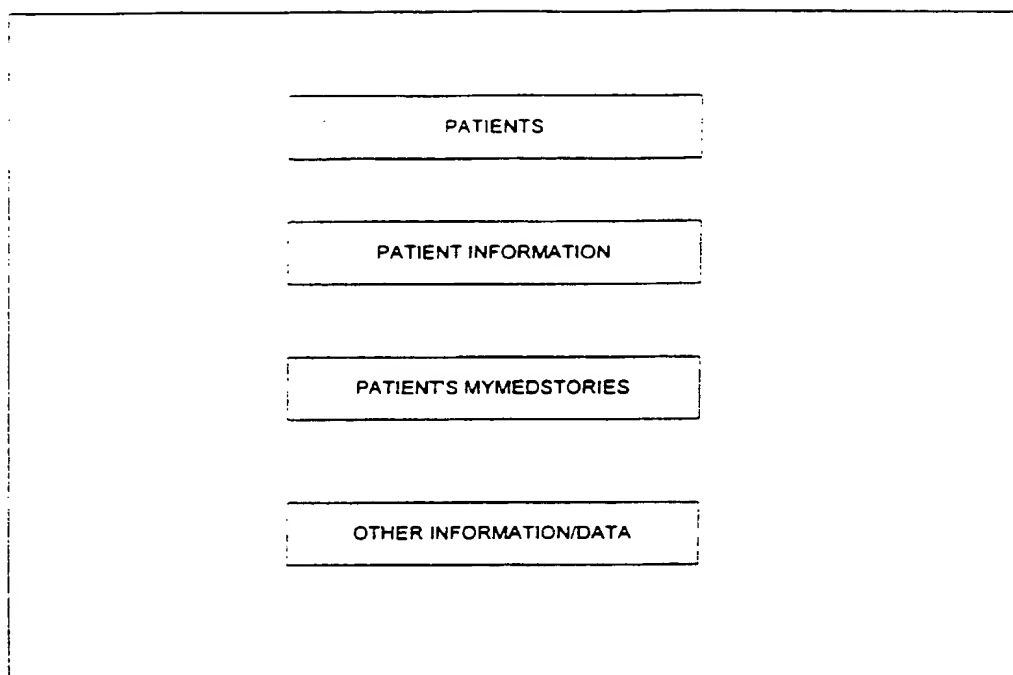 PATIENTS
PATIENT INFORMATION
PATIENT'S MYMEDSTORIES
OTHER INFORMATION/DATA